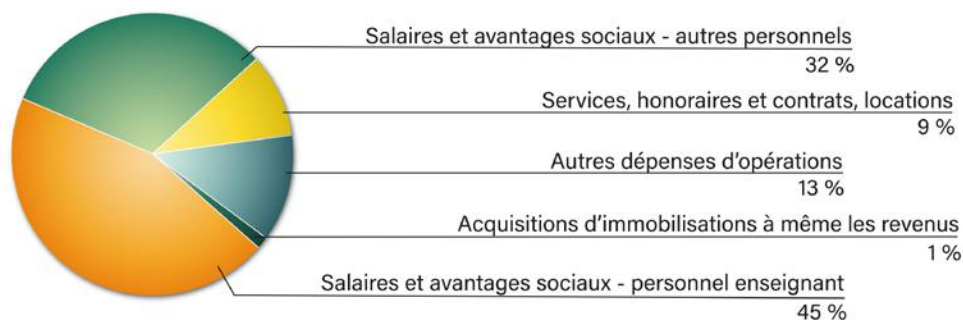 Salaires et avantages sociaux - autres personnels
32 %
Services, honoraires et contrats, locations
9 %
Autres dépenses d'opérations
13 %
Acquisitions d'immobilisations à même les revenus
1 %
Salaires et avantages sociaux - personnel enseignant
45 %